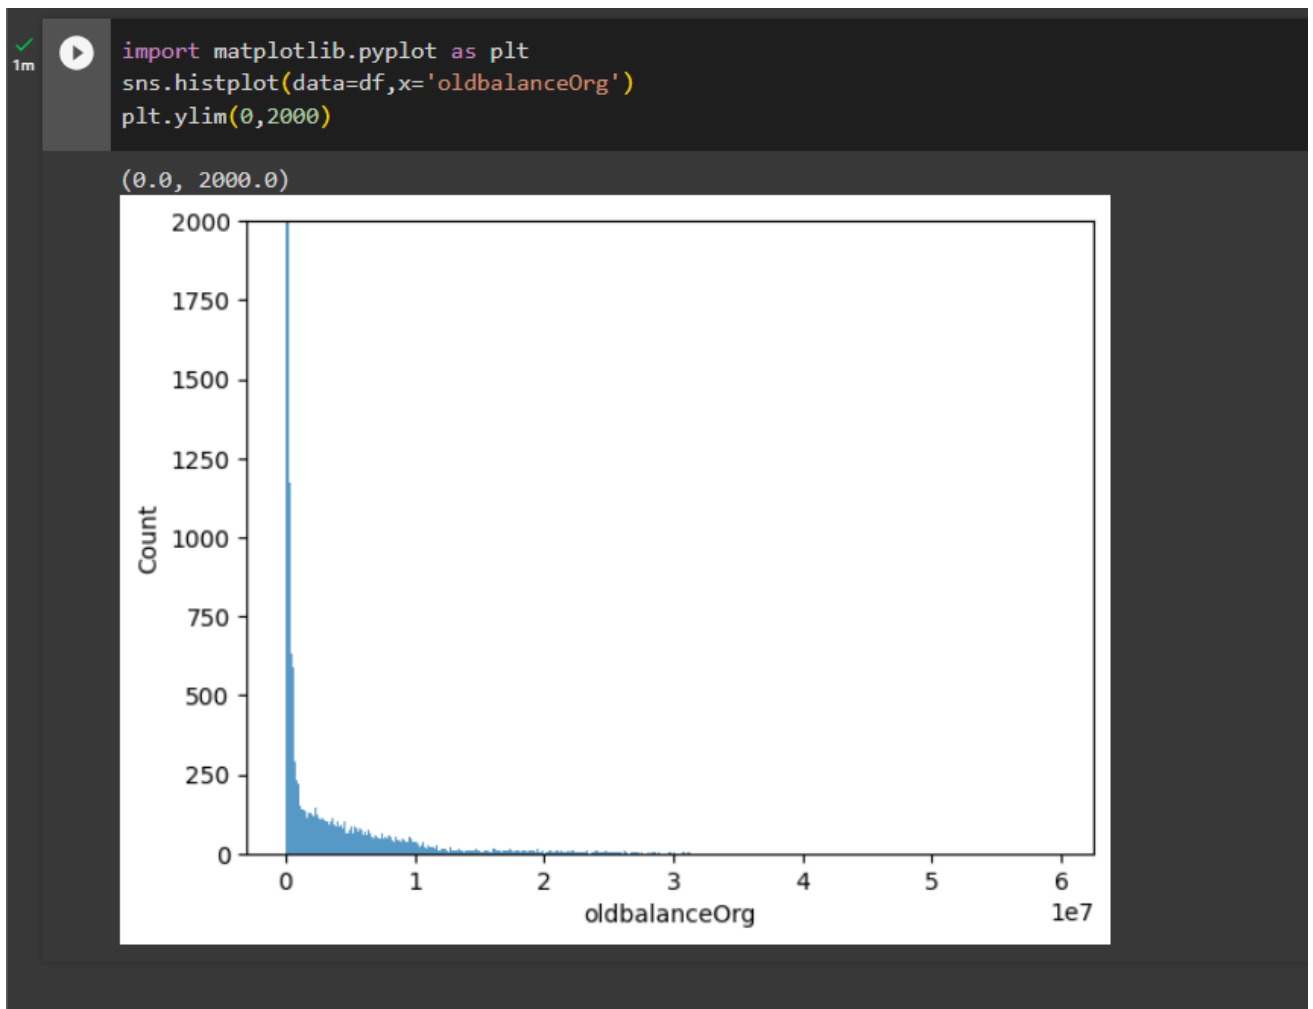 1m
import matplotlib.pyplot as plt
sns.histplot(data=df,x='oldbalanceOrg')
plt.ylim(0,2000)
(0.0, 2000.0)
2000
1750
1500
1250
1000
750
500
250
0
Count
0 1 2 3 4 5 6
1e7
oldbalanceOrg